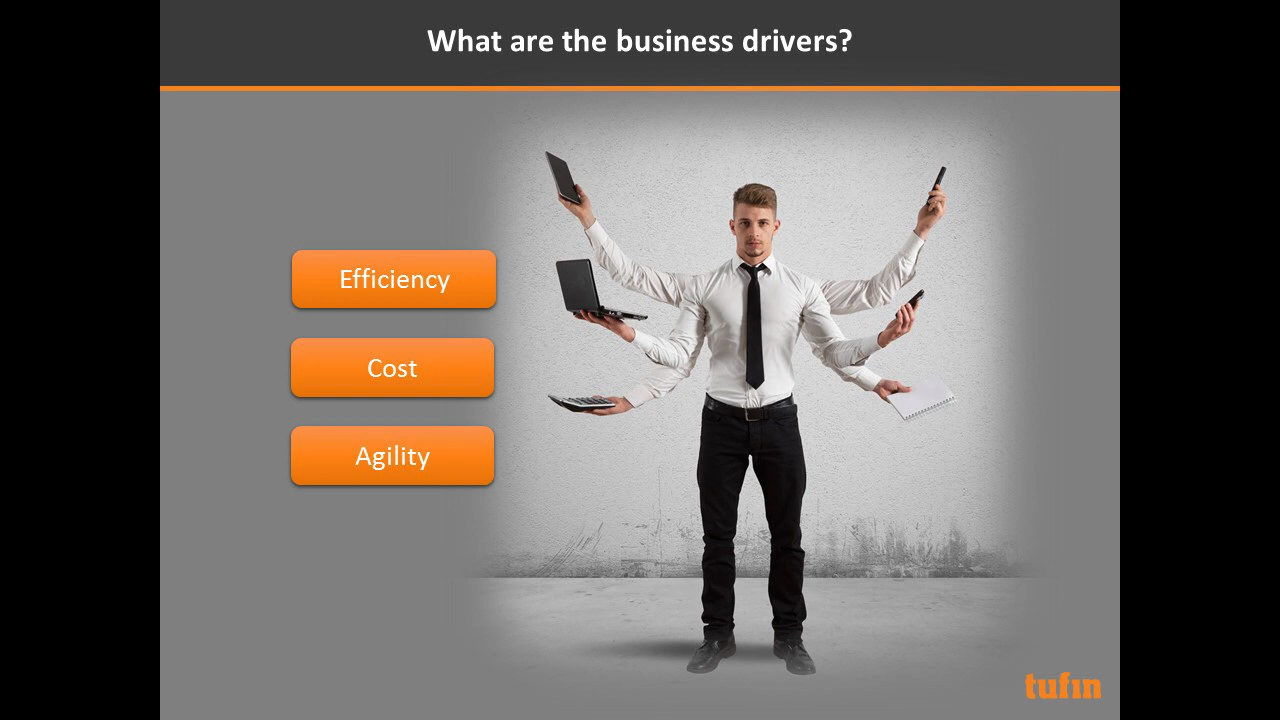 What are the business drivers?
Efficiency
Cost
Agility
tufin